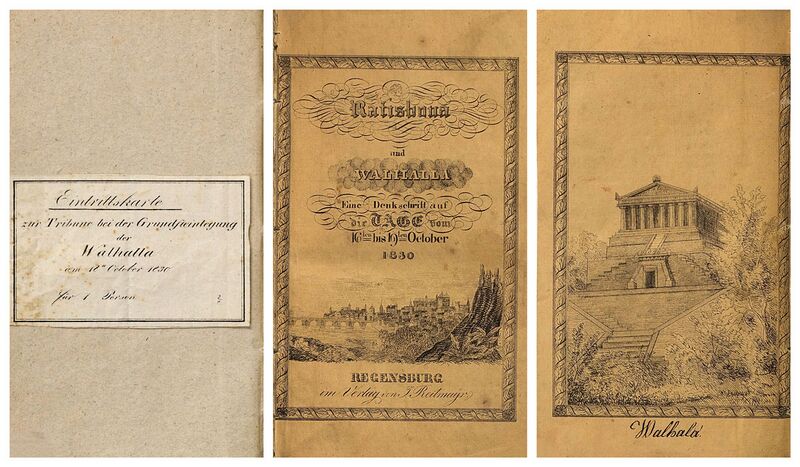 Eintrittskarte
zur Tribune bei der Grundsteinlegung
der
Walhalla
am 18ten October 1830
für 1 Person
Ratisbona
und
WALHALLA
Eine Denkschrift auf
die TAGE vom
16ten bis 19ten October
1830
REGENSBURG
im Verlag von J. Reitmayr
Walhala.